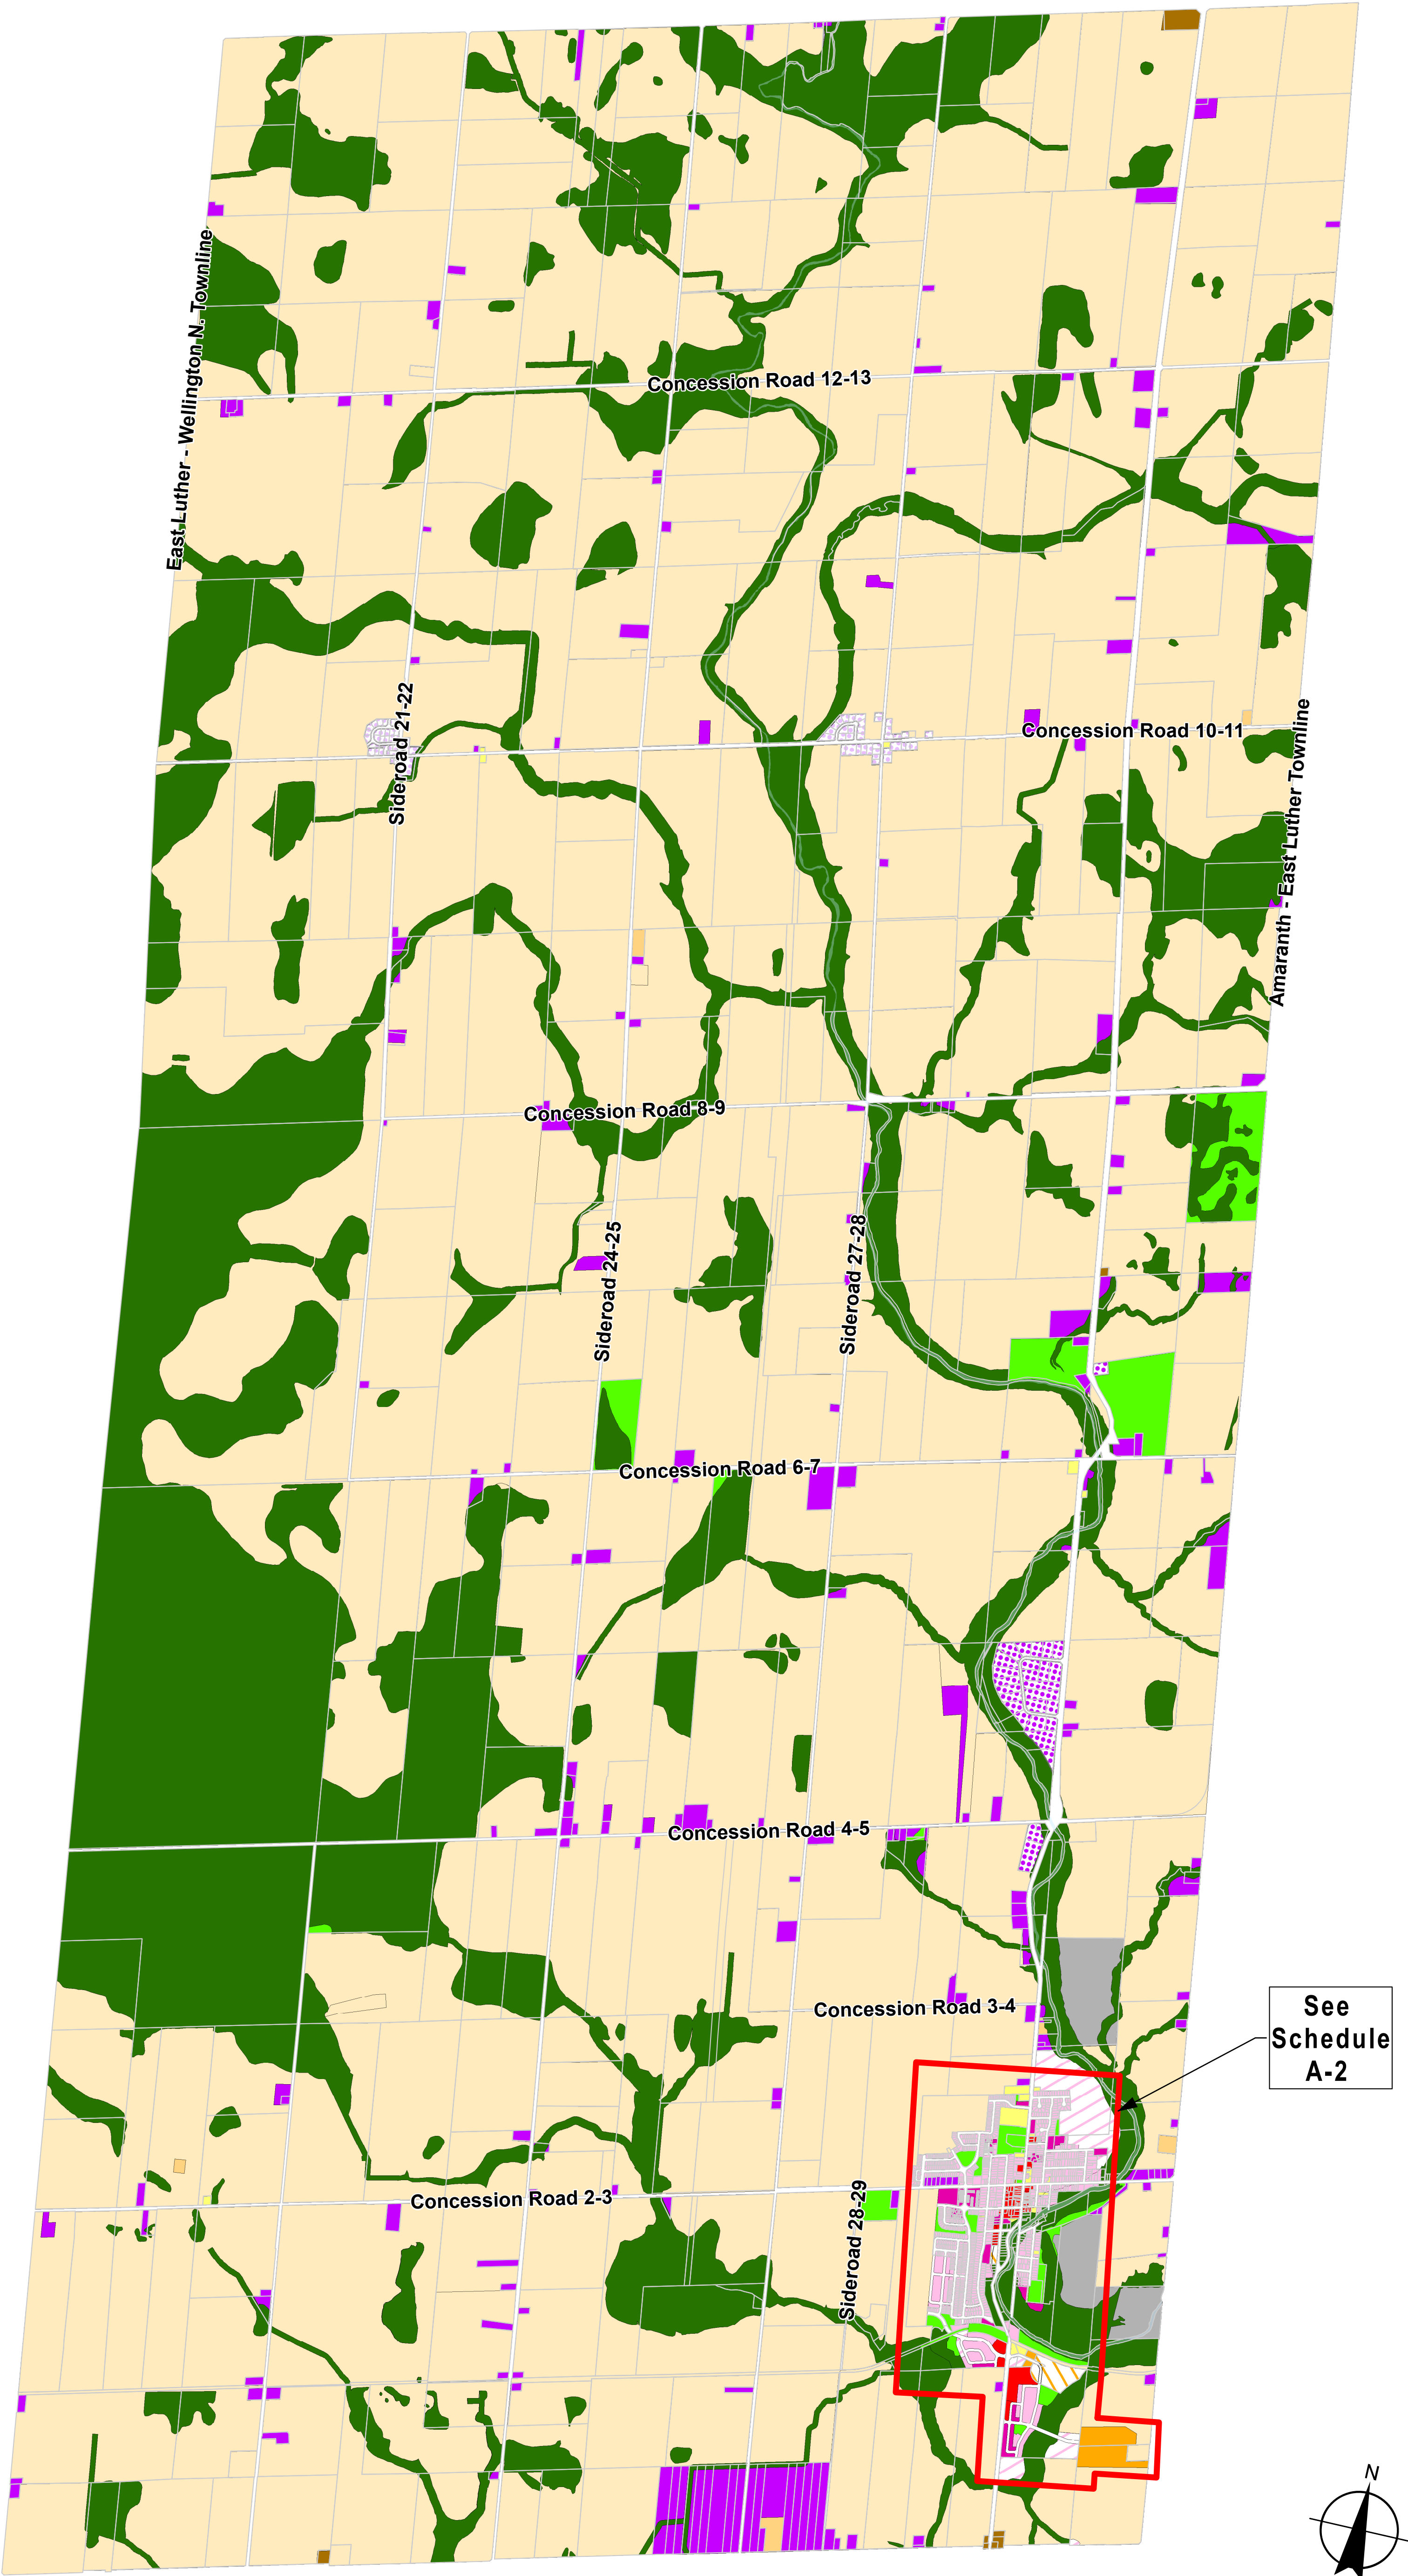 East Luther - Wellington N. Townline
Concession Road 12-13
Sideroad 21-22
Concession Road 10-11
Amaranth - East Luther Townline
Concession Road 8-9
Sideroad 24-25
Sideroad 27-28
Concession Road 6-7
Concession Road 4-5
Concession Road 3-4
See
Schedule
A-2
Concession Road 2-3
Sideroad 28-29
N